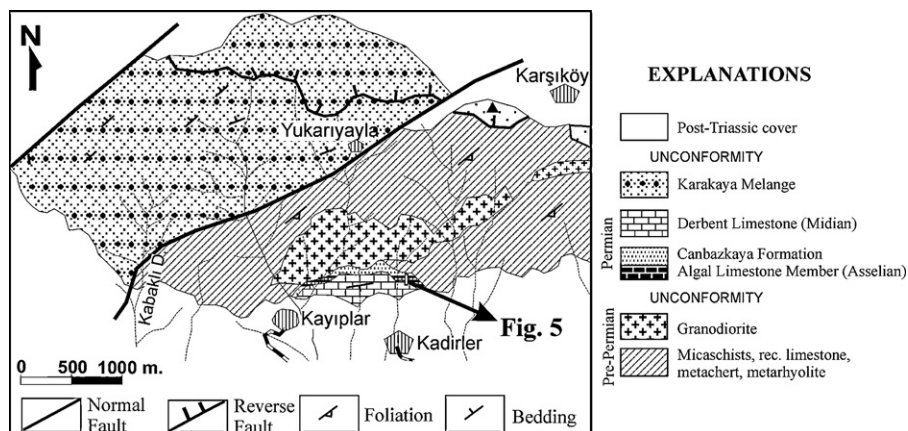 N
Karşıköy
Yukarıyayla
Kabaklı D.
Kayıplar
Fig. 5
Kadirler
0 500 1000 m.
Normal
Fault
Reverse
Fault
Foliation
Bedding
EXPLANATIONS
Post-Triassic cover
UNCONFORMITY
Karakaya Melange
Permian
Derbent Limestone (Midian)
Canbazkaya Formation
Algal Limestone Member (Asselian)
UNCONFORMITY
Pre-Permian
Granodiorite
Micaschists, rec. limestone,
metachert, metarhyolite